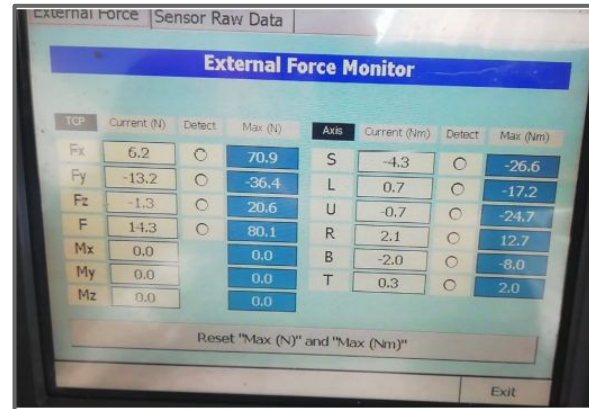 External Force Sensor Raw Data
External Force Monitor
TCP Current (N) Detect Max (N) Axis Current (Nm) Detect Max (Nm)
Fx 6.2 70.9 S -4.3 -26.6
Fy -13.2 -36.4 L 0.7 -17.2
Fz -1.3 20.6 U -0.7 -24.7
F 14.3 80.1 R 2.1 12.7
Mx 0.0 0.0 B -2.0 -8.0
My 0.0 0.0 T 0.3 2.0
Mz 0.0 0.0
Reset "Max (N)" and "Max (Nm)"
Exit